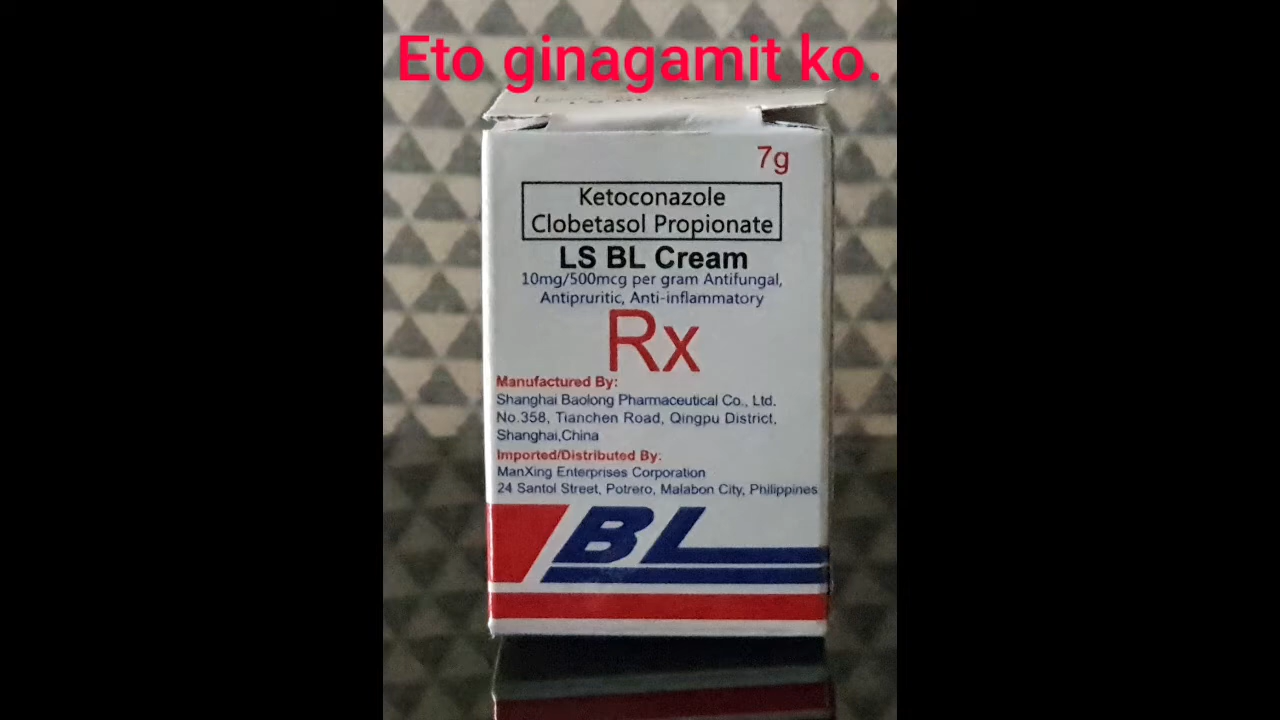 Eto ginagamit ko.
7g
Ketoconazole
Clobetasol Propionate
LS BL Cream
10mg/500mcg per gram Antifungal,
Antipruritic, Anti-inflammatory
Rx
Manufactured By:
Shanghai Baolong Pharmaceutical Co., Ltd.
No.358, Tianchen Road, Qingpu District,
Shanghai,China
Imported/Distributed By:
ManXing Enterprises Corporation
24 Santol Street, Potrero, Malabon City, Philippines
BL